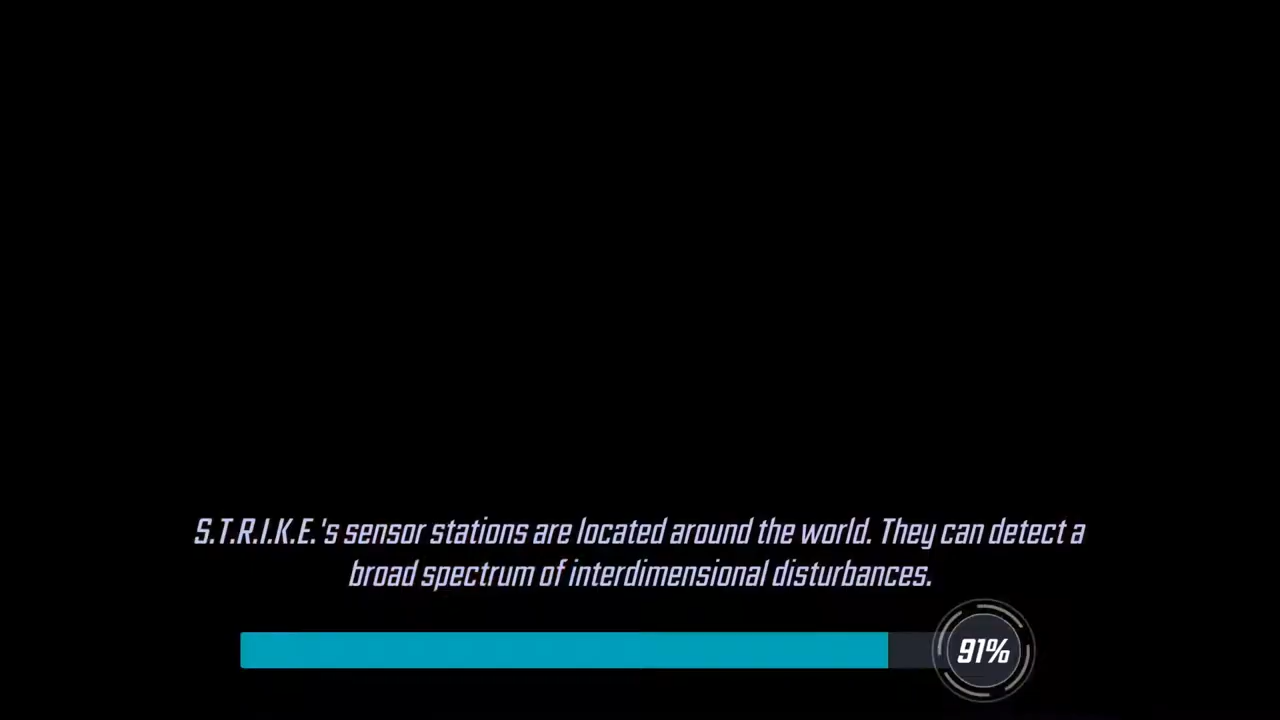 S.T.R.I.K.E.'s sensor stations are located around the world. They can detect a
broad spectrum of interdimensional disturbances.
91%